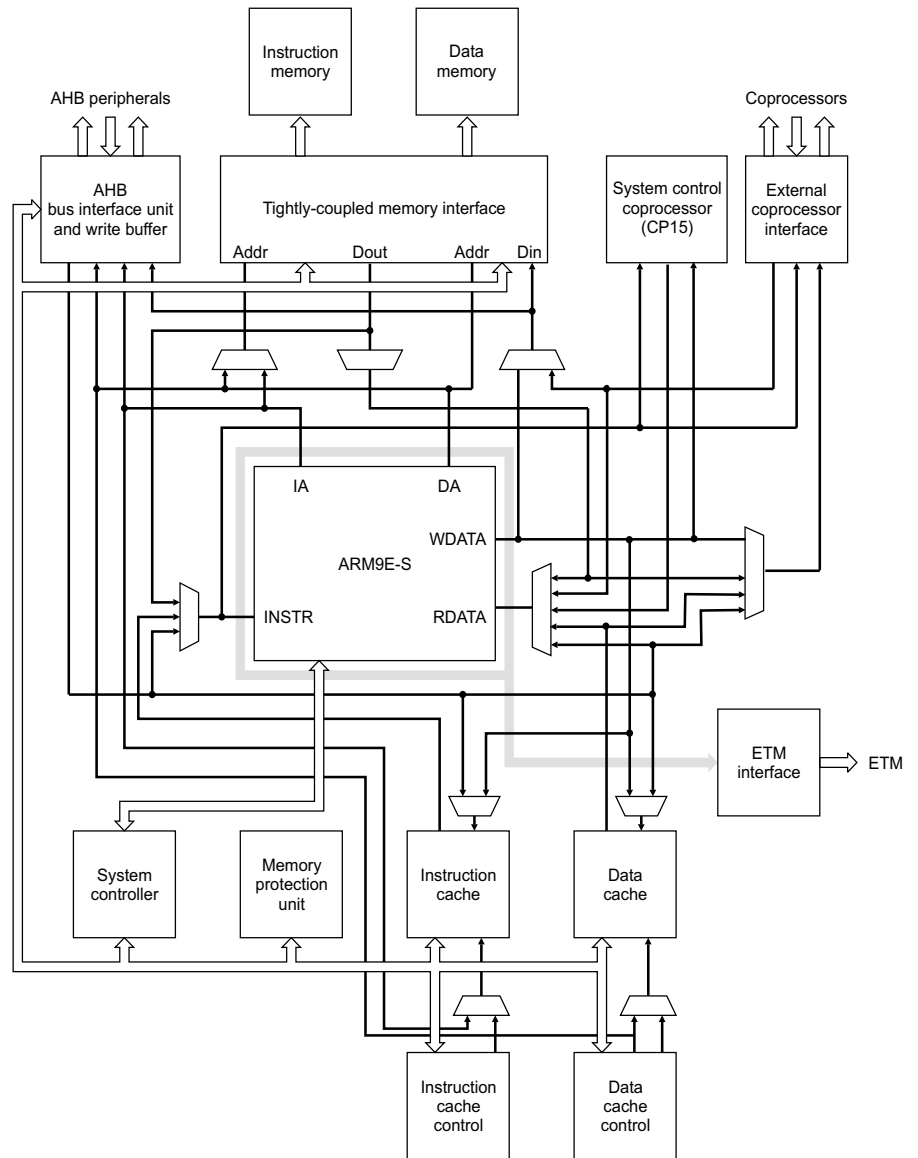 Instruction
memory
Data
memory
AHB peripherals
Coprocessors
AHB
bus interface unit
and write buffer
Tightly-coupled memory interface
Addr
Dout
Addr
Din
System control
coprocessor
(CP15)
External
coprocessor
interface
IA
DA
WDATA
ARM9E-S
INSTR
RDATA
ETM
interface
ETM
System
controller
Memory
protection
unit
Instruction
cache
Data
cache
Instruction
cache
control
Data
cache
control